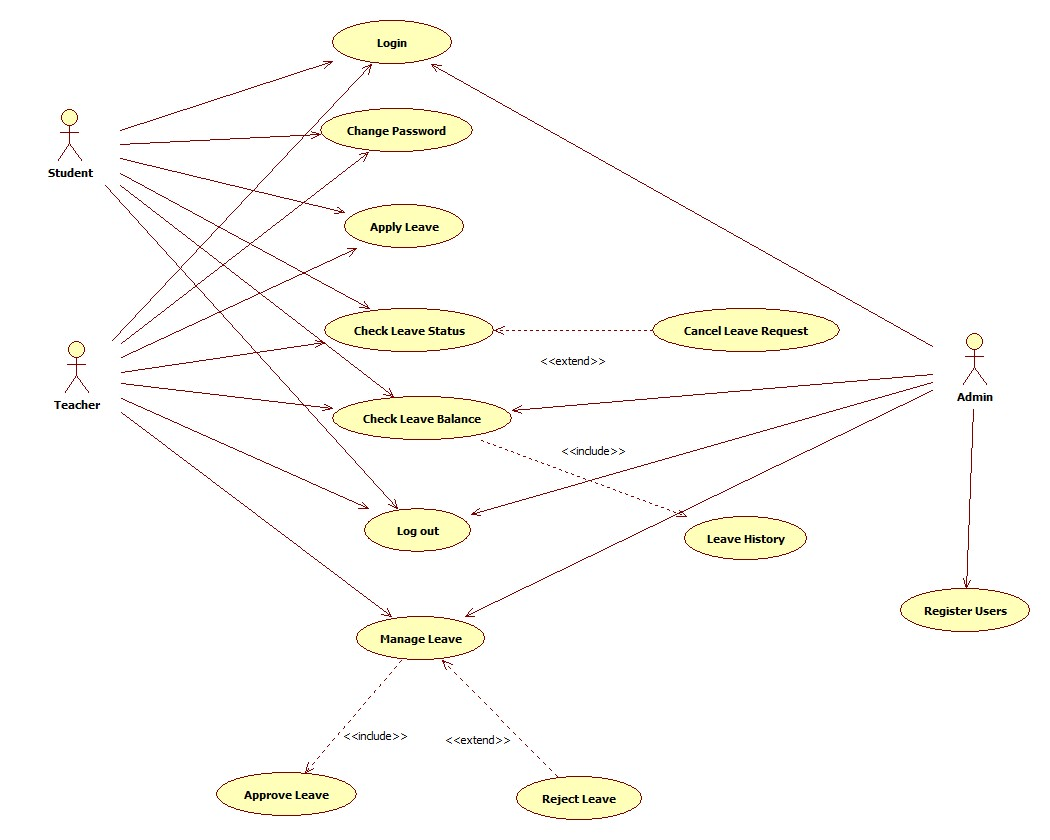 Login
Change Password
Student
Apply Leave
Check Leave Status
Cancel Leave Request
<<extend>>
Teacher
Admin
Check Leave Balance
<<include>>
Log out
Leave History
Register Users
Manage Leave
<<include>>
<<extend>>
Approve Leave
Reject Leave